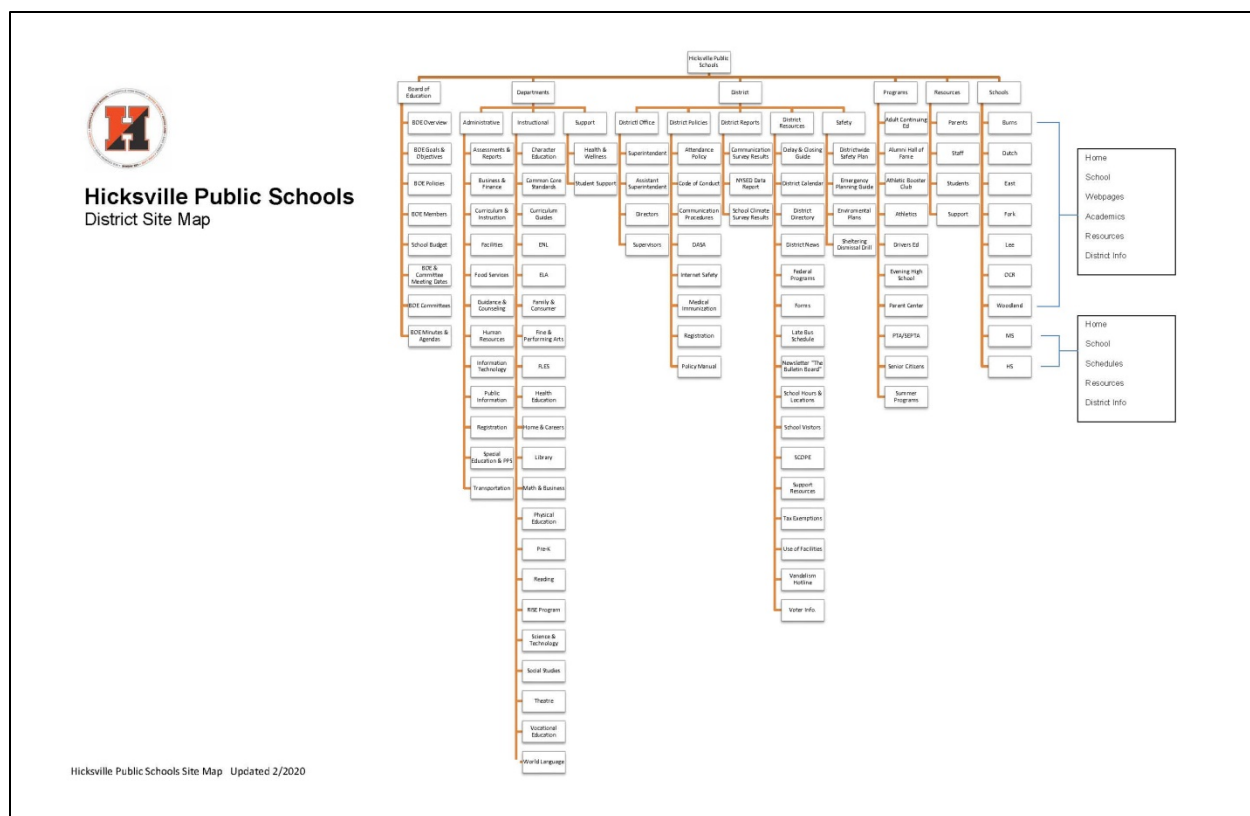 Hicksville Public
Schools
Board of
Education
Departments
District
Programs
Resources
Schools
H
Hicksville Public Schools
District Site Map
BOE Overview
BOE Goals &
Objectives
BOE Policies
BOE Members
School Budget
BOE &
Committee
Meeting Dates
BOE Committees
BOE Minutes &
Agendas
Administrative
Assessments &
Reports
Business &
Finance
Curriculum &
Instruction
Facilities
Food Services
Guidance &
Counseling
Human
Resources
Information
Technology
Public
Information
Registration
Special
Education & PPS
Transportation
Instructional
Character
Education
Common Core
Standards
Curriculum
Guides
ENL
ELA
Family &
Consumer
Fine &
Performing Arts
FLES
Health
Education
Home & Careers
Library
Math & Business
Physical
Education
Pre-K
Reading
RISE Program
Science &
Technology
Social Studies
Theatre
Vocational
Education
World Language
Support
Health &
Wellness
Student Support
Districtl Office
Superintendent
Assistant
Superintendent
Directors
Supervisors
District Policies
Attendance
Policy
Code of Conduct
Communication
Procedures
DASA
Internet Safety
Medical
Immunization
Registration
Policy Manual
District Reports
Communication
Survey Results
NYSED Data
Report
School Climate
Survey Results
District
Resources
Delay & Closing
Guide
District Calendar
District
Directory
District News
Federal
Programs
Forms
Late Bus
Schedule
Newsletter "The
Bulletin Board"
School Hours &
Locations
School Visitors
SCOPE
Support
Resources
Tax Exemptions
Use of Facilities
Vandelism
Hotline
Voter Info.
Safety
Districtwide
Safety Plan
Emergency
Planning Guide
Enviromental
Plans
Sheltering
Dismissal Drill
Adult Continuing
Ed
Alumni Hall of
Fame
Athletic Booster
Club
Athletics
Drivers Ed
Evening High
School
Parent Center
PTA/SEPTA
Senior Citizens
Summer
Programs
Parents
Staff
Students
Support
Burns
Dutch
East
Fork
Lee
OCR
Woodland
MS
HS
Home
School
Webpages
Academics
Resources
District Info
Home
School
Schedules
Resources
District Info
Hicksville Public Schools Site Map Updated 2/2020